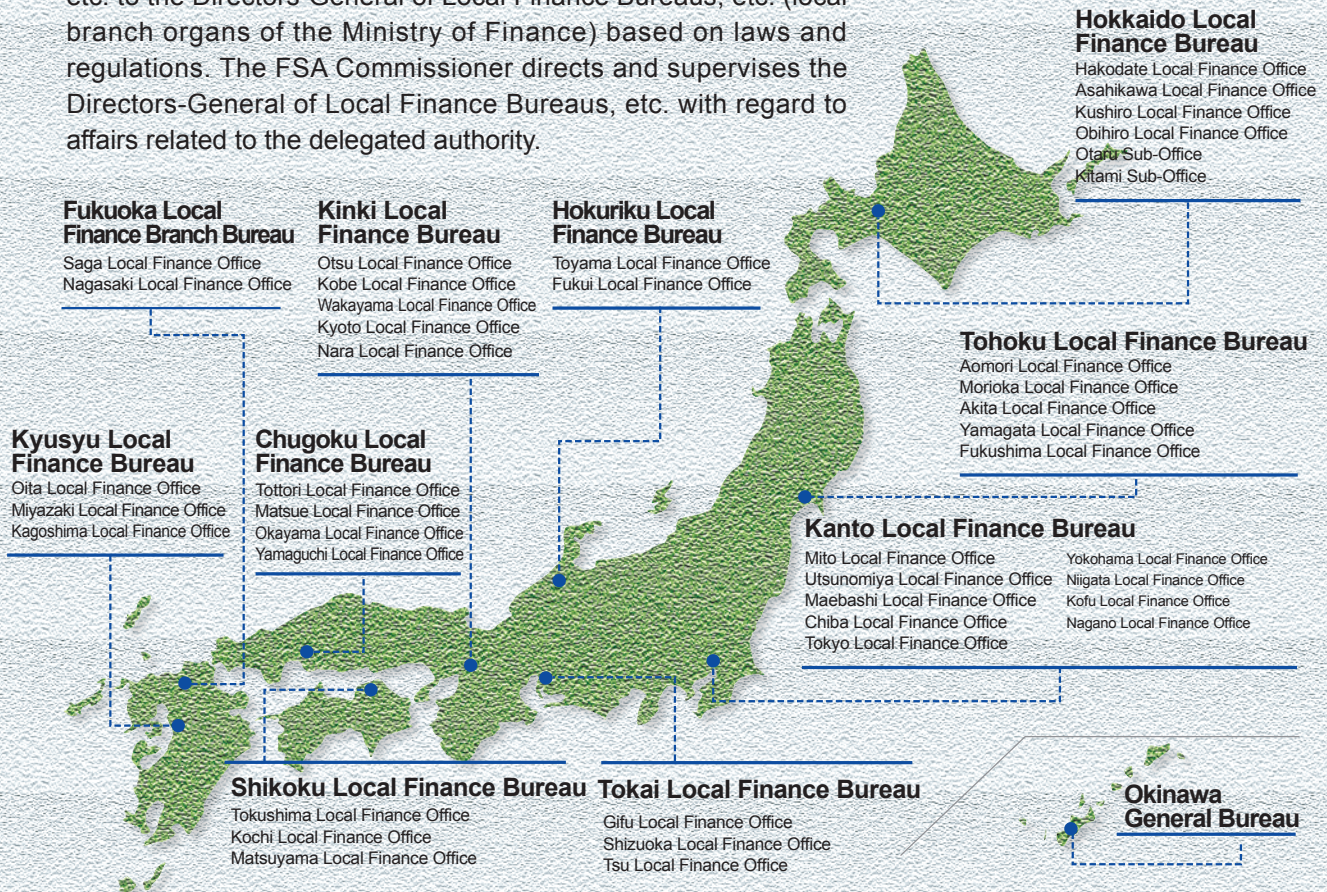 etc. to the Directors-General of Local Finance Bureaus, etc. (local
branch organs of the Ministry of Finance) based on laws and
regulations. The FSA Commissioner directs and supervises the
Directors-General of Local Finance Bureaus, etc. with regard to
affairs related to the delegated authority.
Hokkaido Local
Finance Bureau
Hakodate Local Finance Office
Asahikawa Local Finance Office
Kushiro Local Finance Office
Obihiro Local Finance Office
Otaru Sub-Office
Kitami Sub-Office
Fukuoka Local
Finance Branch Bureau
Saga Local Finance Office
Nagasaki Local Finance Office
Kinki Local
Finance Bureau
Otsu Local Finance Office
Kobe Local Finance Office
Wakayama Local Finance Office
Kyoto Local Finance Office
Nara Local Finance Office
Hokuriku Local
Finance Bureau
Toyama Local Finance Office
Fukui Local Finance Office
Tohoku Local Finance Bureau
Aomori Local Finance Office
Morioka Local Finance Office
Akita Local Finance Office
Yamagata Local Finance Office
Fukushima Local Finance Office
Kyusyu Local
Finance Bureau
Oita Local Finance Office
Miyazaki Local Finance Office
Kagoshima Local Finance Office
Chugoku Local
Finance Bureau
Tottori Local Finance Office
Matsue Local Finance Office
Okayama Local Finance Office
Yamaguchi Local Finance Office
Kanto Local Finance Bureau
Mito Local Finance Office
Utsunomiya Local Finance Office
Maebashi Local Finance Office
Chiba Local Finance Office
Tokyo Local Finance Office
Yokohama Local Finance Office
Niigata Local Finance Office
Kofu Local Finance Office
Nagano Local Finance Office
Shikoku Local Finance Bureau
Tokushima Local Finance Office
Kochi Local Finance Office
Matsuyama Local Finance Office
Tokai Local Finance Bureau
Gifu Local Finance Office
Shizuoka Local Finance Office
Tsu Local Finance Office
Okinawa
General Bureau